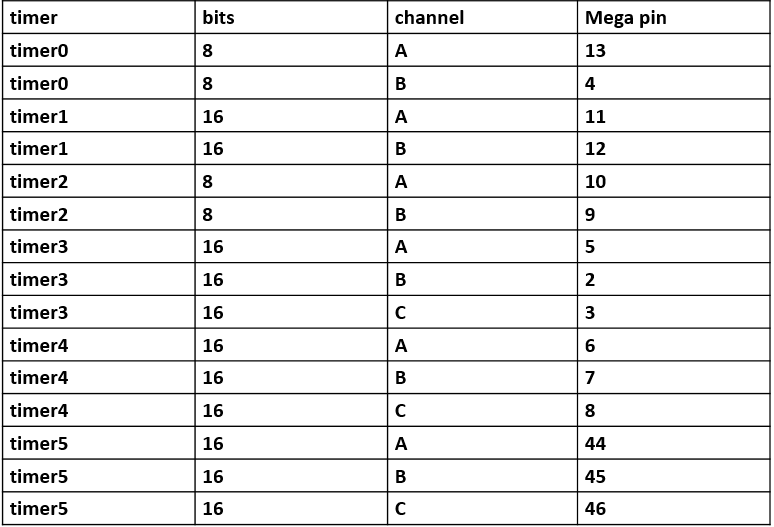 timer bits channel Mega pin
timer0 8 A 13
timer0 8 B 4
timer1 16 A 11
timer1 16 B 12
timer2 8 A 10
timer2 8 B 9
timer3 16 A 5
timer3 16 B 2
timer3 16 C 3
timer4 16 A 6
timer4 16 B 7
timer4 16 C 8
timer5 16 A 44
timer5 16 B 45
timer5 16 C 46